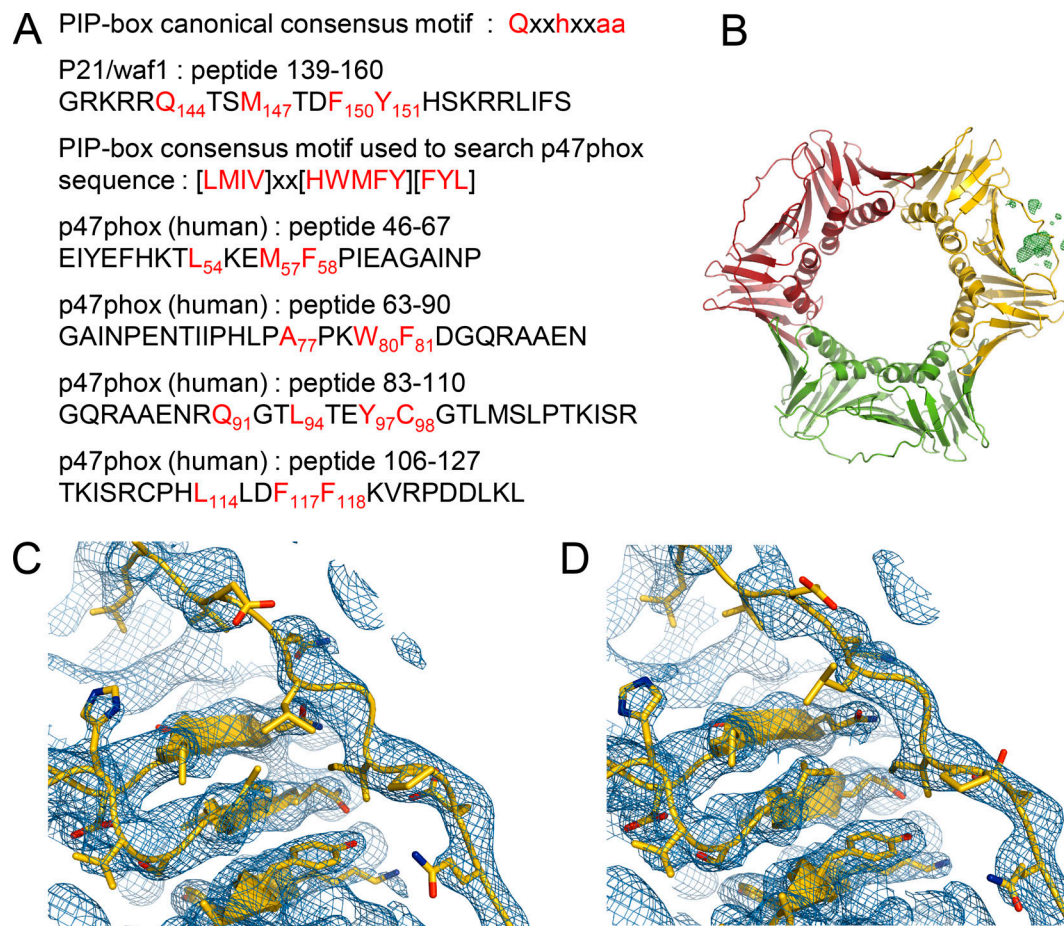 A
PIP-box canonical consensus motif : Qxxhxxaa
P21/waf1 : peptide 139-160
GRKRRQ144TSM147TDF150Y151HSKRRLIFS
PIP-box consensus motif used to search p47phox
sequence : [LMIV]xx[HWMFY][FYL]
p47phox (human) : peptide 46-67
EIYEFHKTL54KEM57F58PIEAGAINP
p47phox (human) : peptide 63-90
GAINPENTIIPHLPA77PKW80F81DGQRAAEN
p47phox (human) : peptide 83-110
GQRAAENRQ91GTL94TEY97C98GTLMSLPTKISR
p47phox (human) : peptide 106-127
TKISRCPHL114LDF117F118KVRPDDLKL
B
C
D